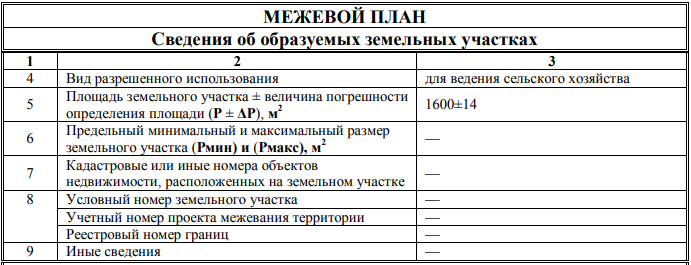 МЕЖЕВОЙ ПЛАН
Сведения об образуемых земельных участках
1 2 3
4 Вид разрешенного использования для ведения сельского хозяйства
5 Площадь земельного участка ± величина погрешности
определения площади (P ± ΔP), м² 1600±14
6 Предельный минимальный и максимальный размер
земельного участка (Рмин) и (Рмакс), м² —
7 Кадастровые или иные номера объектов
недвижимости, расположенных на земельном участке —
8 Условный номер земельного участка —
Учетный номер проекта межевания территории —
Реестровый номер границ —
9 Иные сведения —